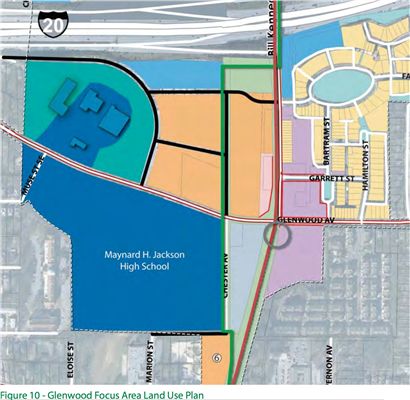 20
Bill Kenne
BARTRAM ST
HAMILTON ST
FA
GARRETT ST
GLENWOOD AV
Maynard H. Jackson
High School
CHESTER AV
ELOISE ST
MARION ST
6
VERNON AV
Figure 10 - Glenwood Focus Area Land Use Plan